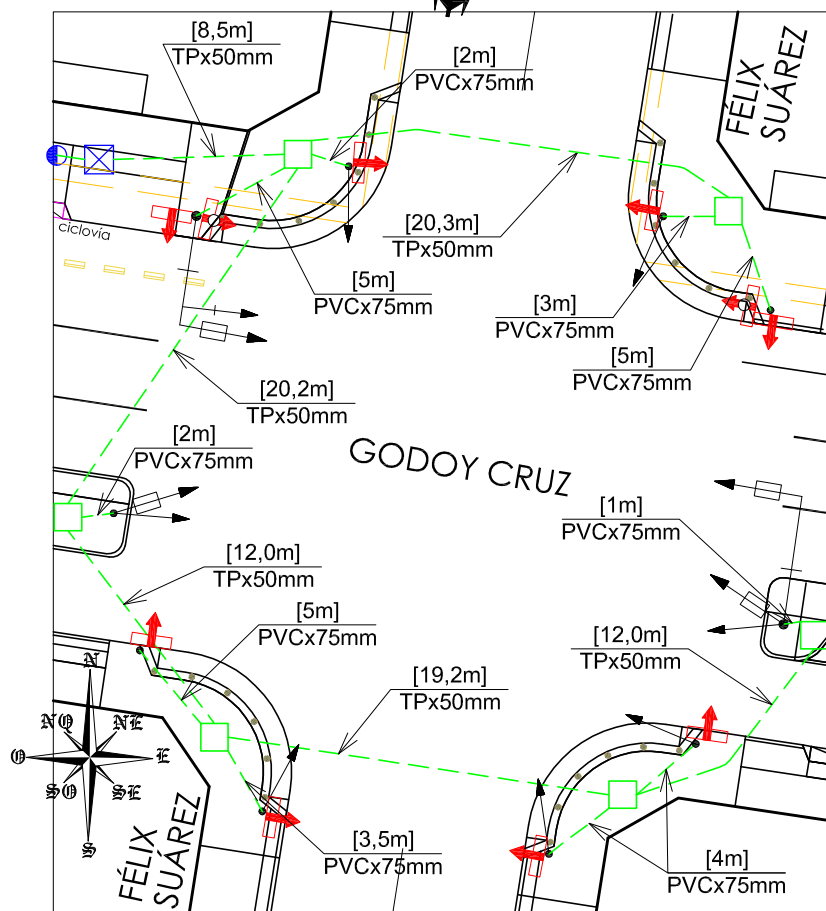 [8,5m]
TPx50mm
[2m]
PVCx75mm
FÉLIX
SUÁREZ
ciclovía
[20,3m]
TPx50mm
[5m]
PVCx75mm
[3m]
PVCx75mm
[5m]
PVCx75mm
[20,2m]
TPx50mm
[2m]
PVCx75mm
GODOY CRUZ
[1m]
PVCx75mm
[12,0m]
TPx50mm
[5m]
PVCx75mm
[12,0m]
TPx50mm
[19,2m]
TPx50mm
N
NO
NE
O
E
SO
SE
S
FÉLIX
SUÁREZ
[3,5m]
PVCx75mm
[4m]
PVCx75mm